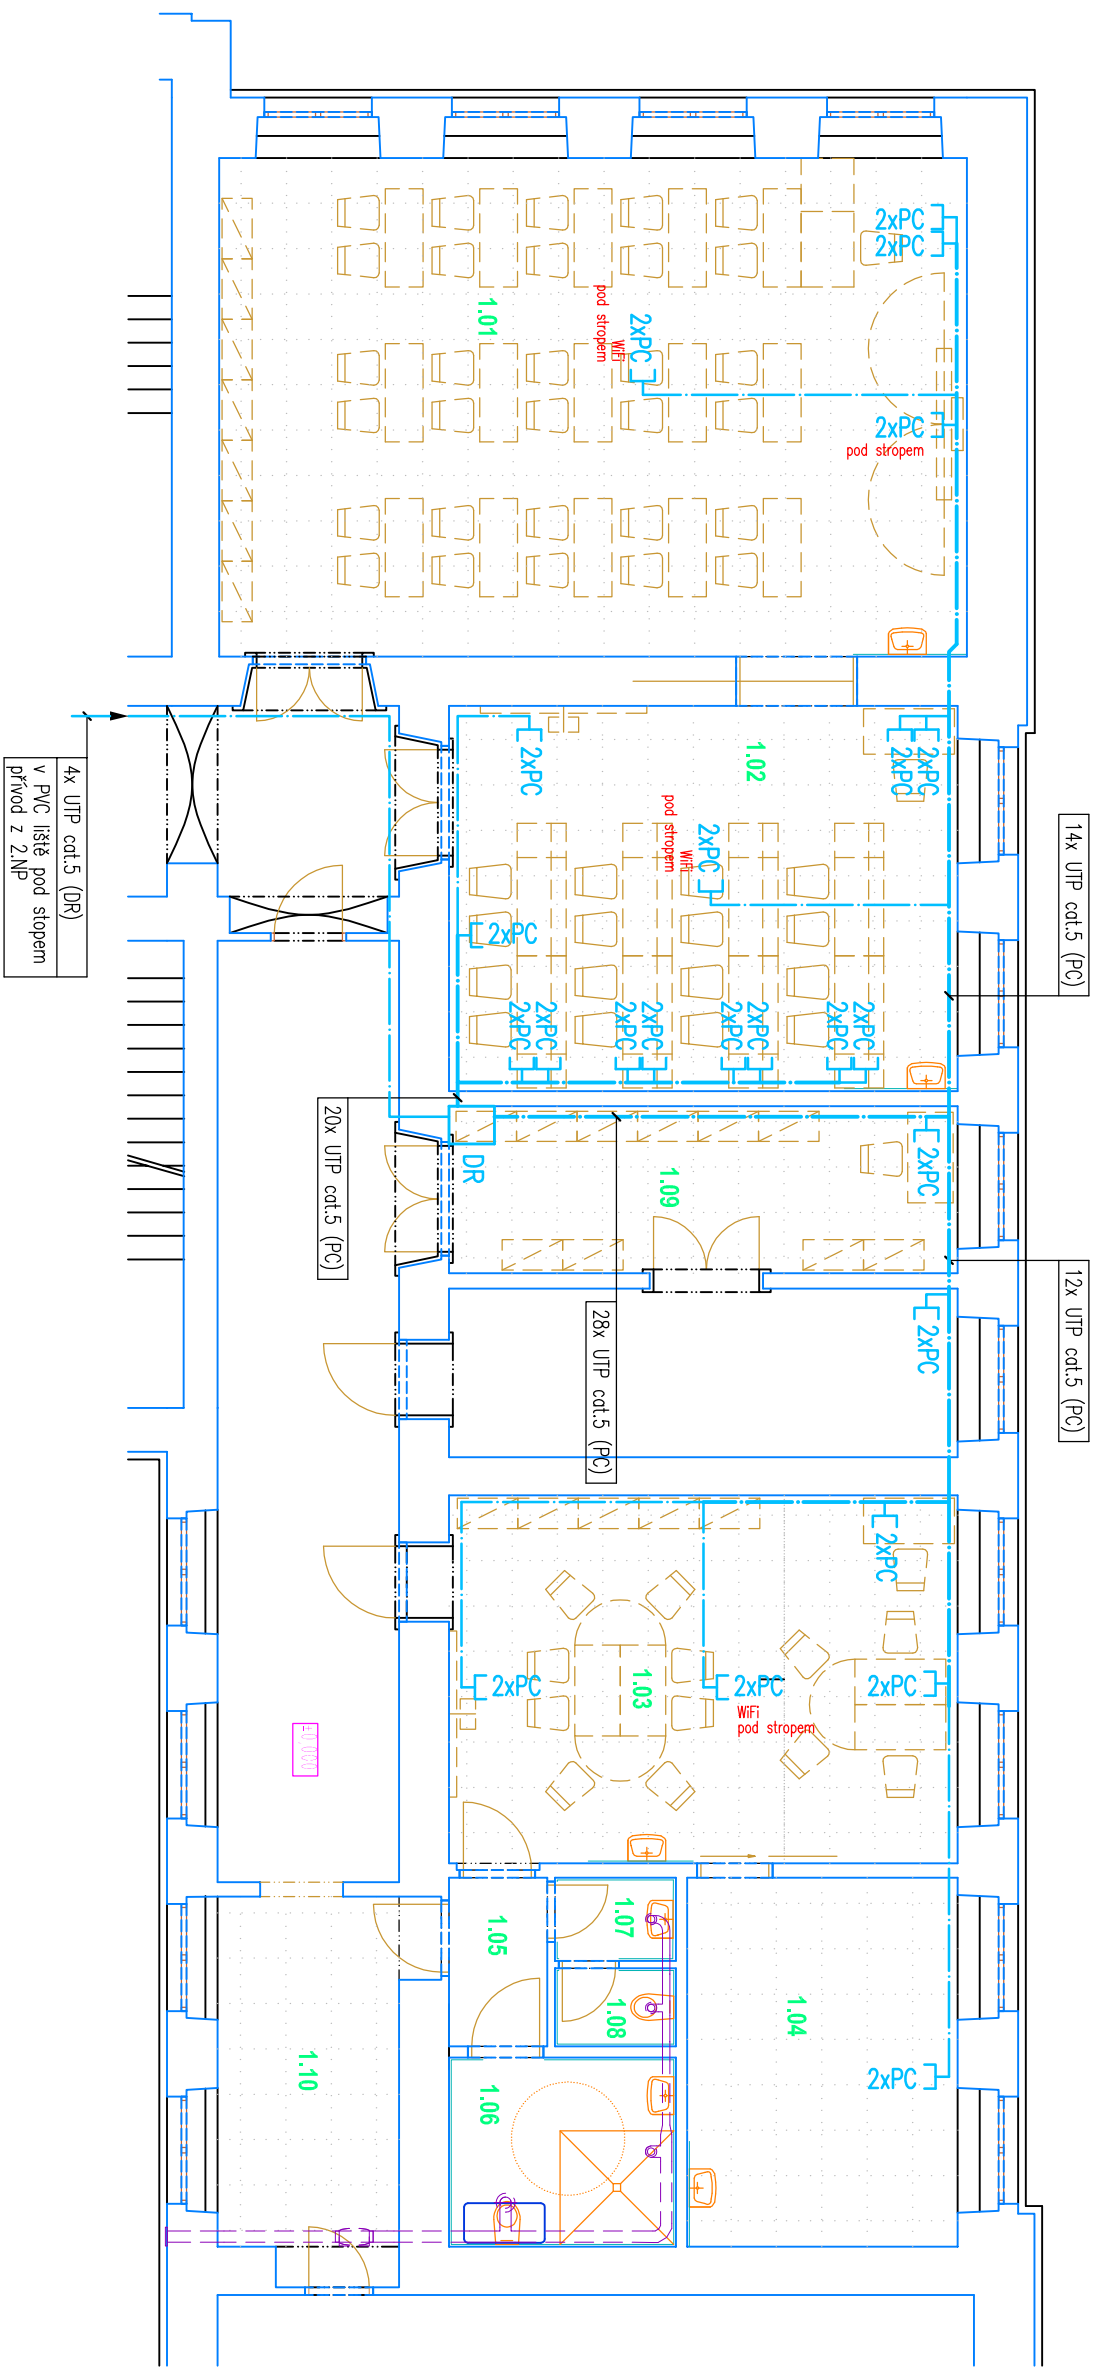 2xPC
2xPC
1.01
pod stropem
WiFi
2xPC
2xPC
pod stropem
14x UTP cat.5 (PC)
1.02
2xPC
2xPC
2xPC
pod stropem
WiFi
2xPC
2xPC
4x UTP cat.5 (DR)
v PVC liště pod stopem
přívod z 2.NP
2xPC
2xPC
2xPC
2xPC
2xPC
2xPC
2xPC
2xPC
20x UTP cat.5 (PC)
DR
1.09
2xPC
12x UTP cat.5 (PC)
28x UTP cat.5 (PC)
2xPC
2xPC
2xPC
1.03
2xPC
WiFi
pod stropem
2xPC
±0.000
1.05
1.07
1.08
1.04
2xPC
1.10
1.06